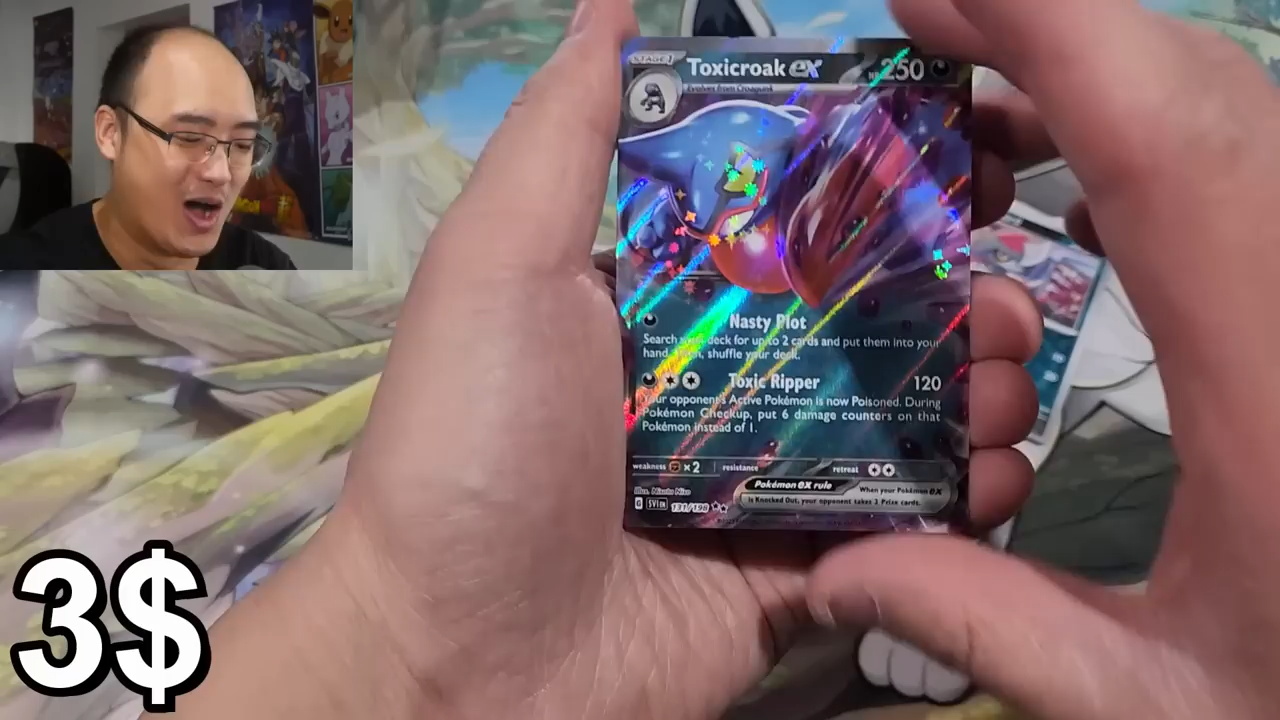 STAGE 1
Toxicroak ex
HP 250
Evolves from Croagunk
Nasty Plot
Search your deck for up to 2 cards and put them into your
hand. Then, shuffle your deck.
Toxic Ripper 120
Your opponent's Active Pokémon is now Poisoned. During
Pokémon Checkup, put 6 damage counters on that
Pokémon instead of 1.
weakness ×2 resistance retreat
Pokémon ex rule When your Pokémon ex
is Knocked Out, your opponent takes 2 Prize cards.
G SVI EN 131/198
3$